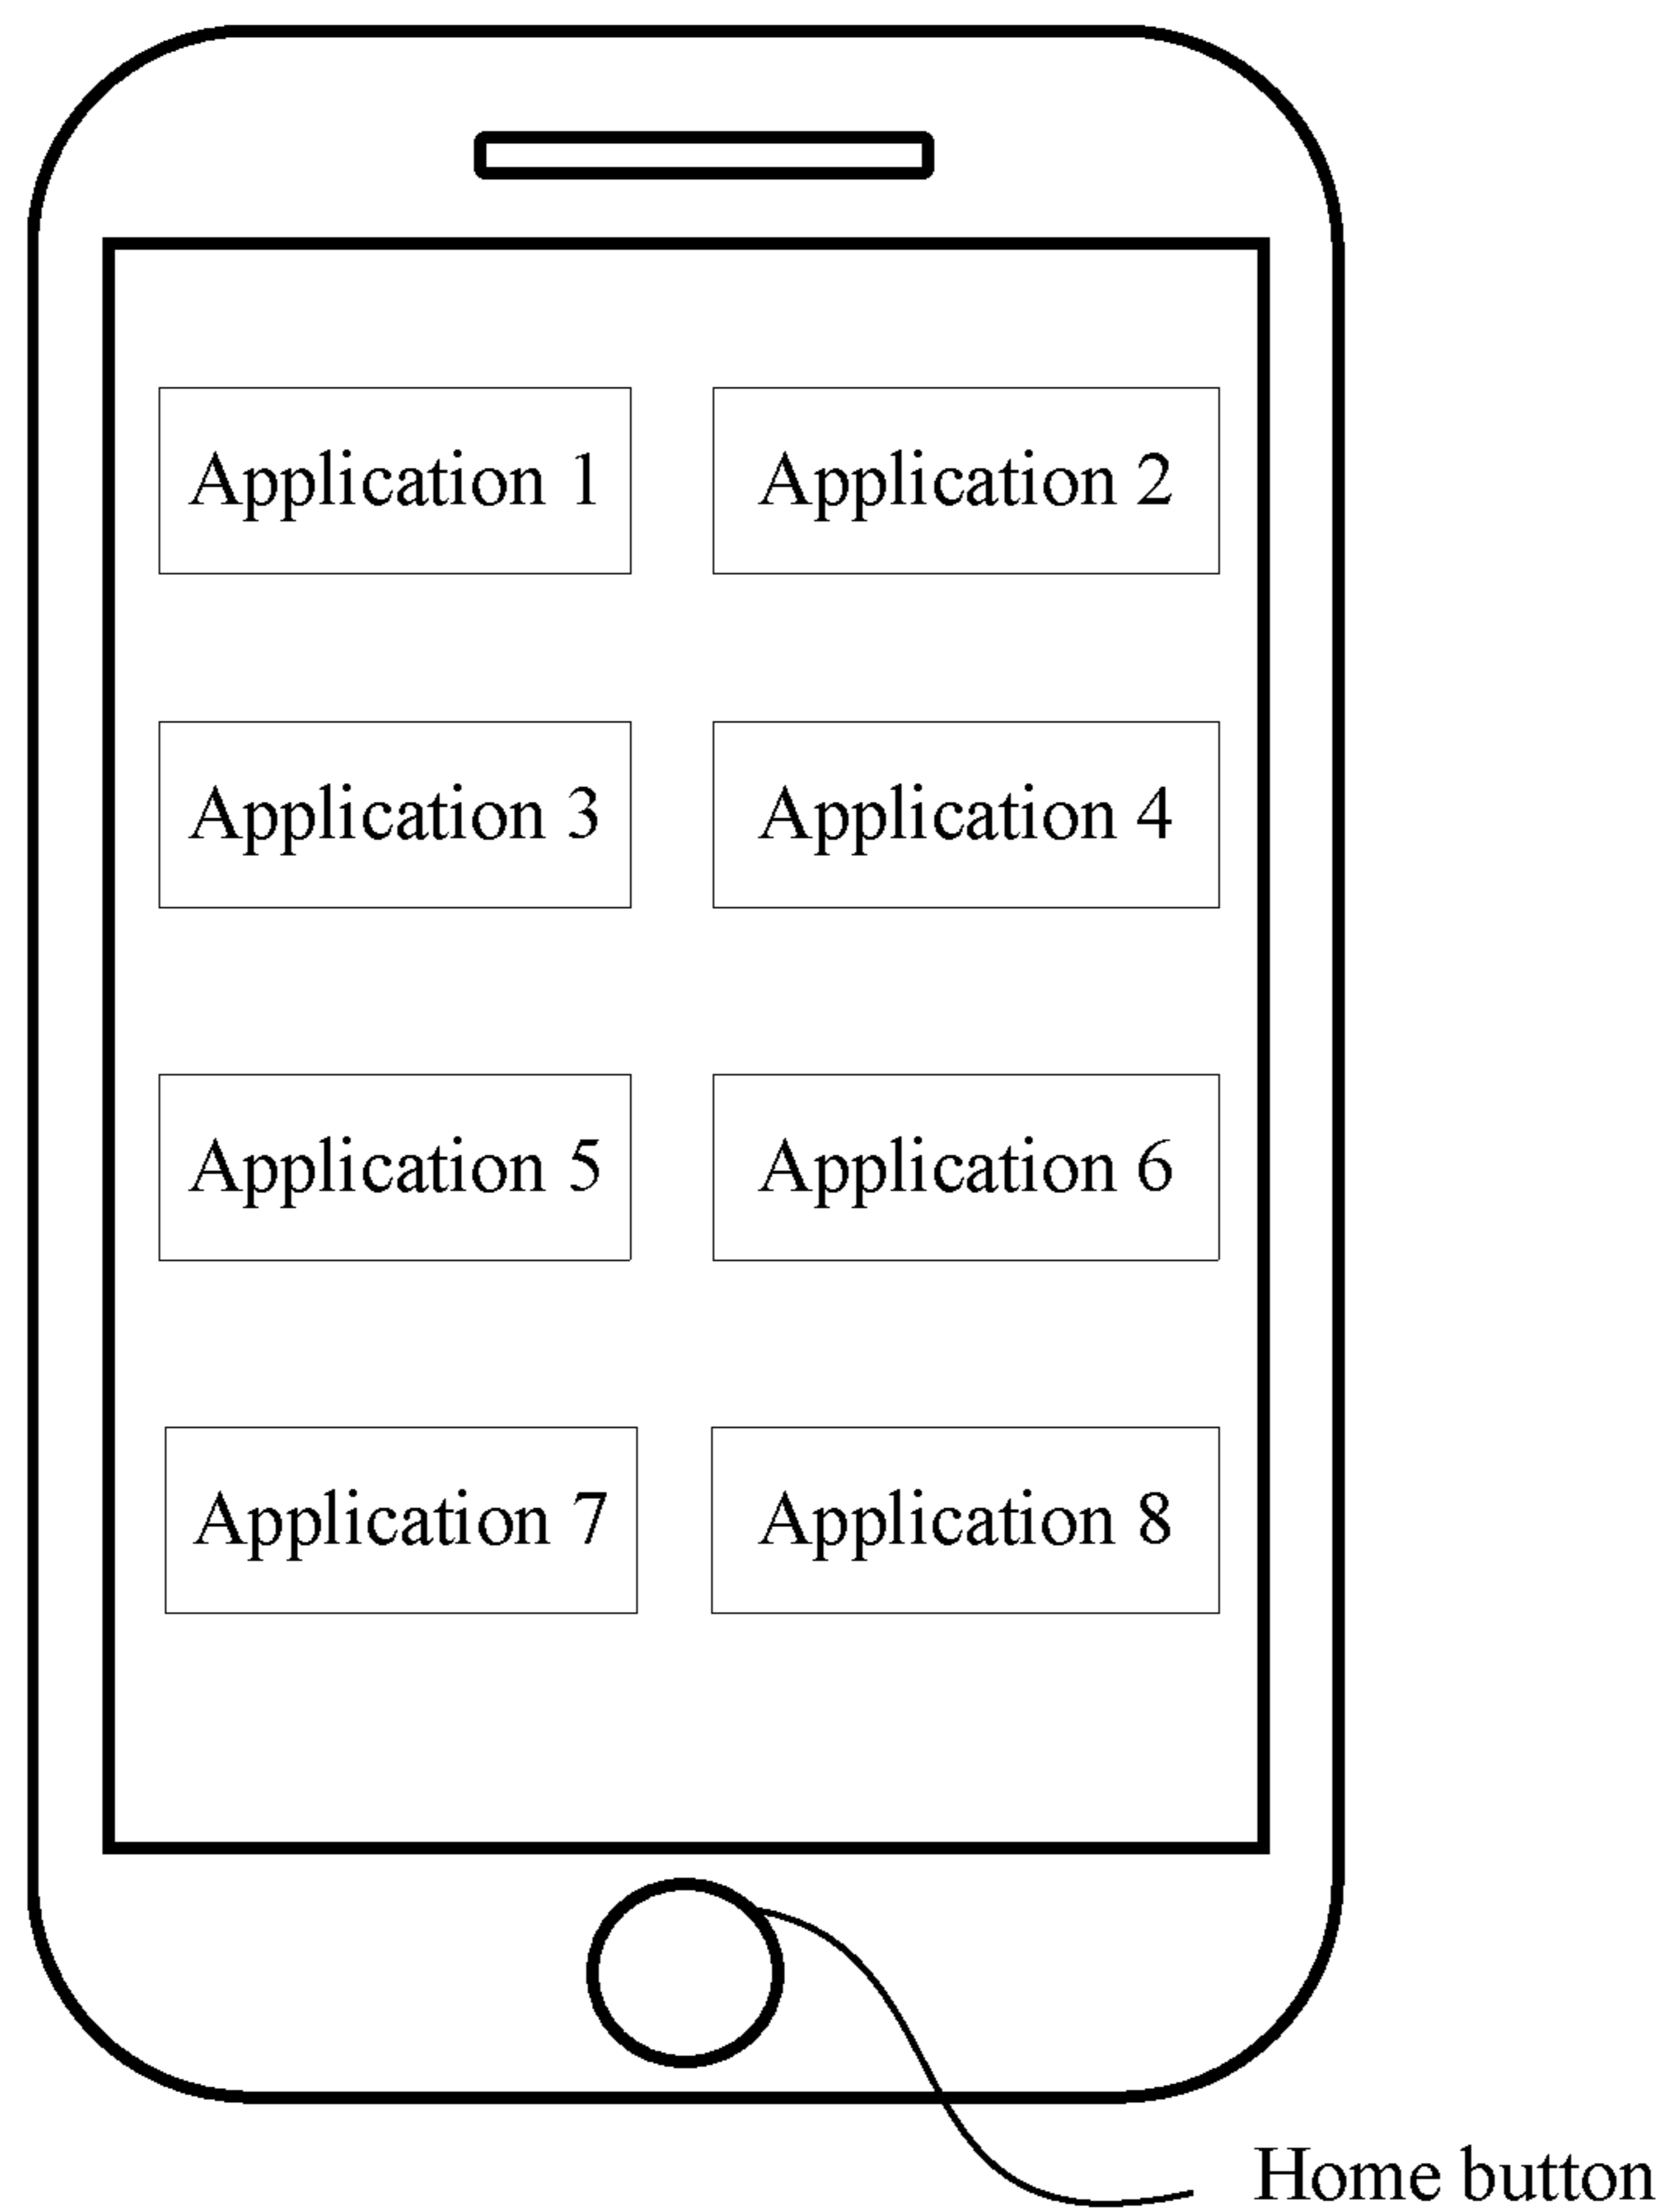 Application 1
Application 2
Application 3
Application 4
Application 5
Application 6
Application 7
Application 8
Home button